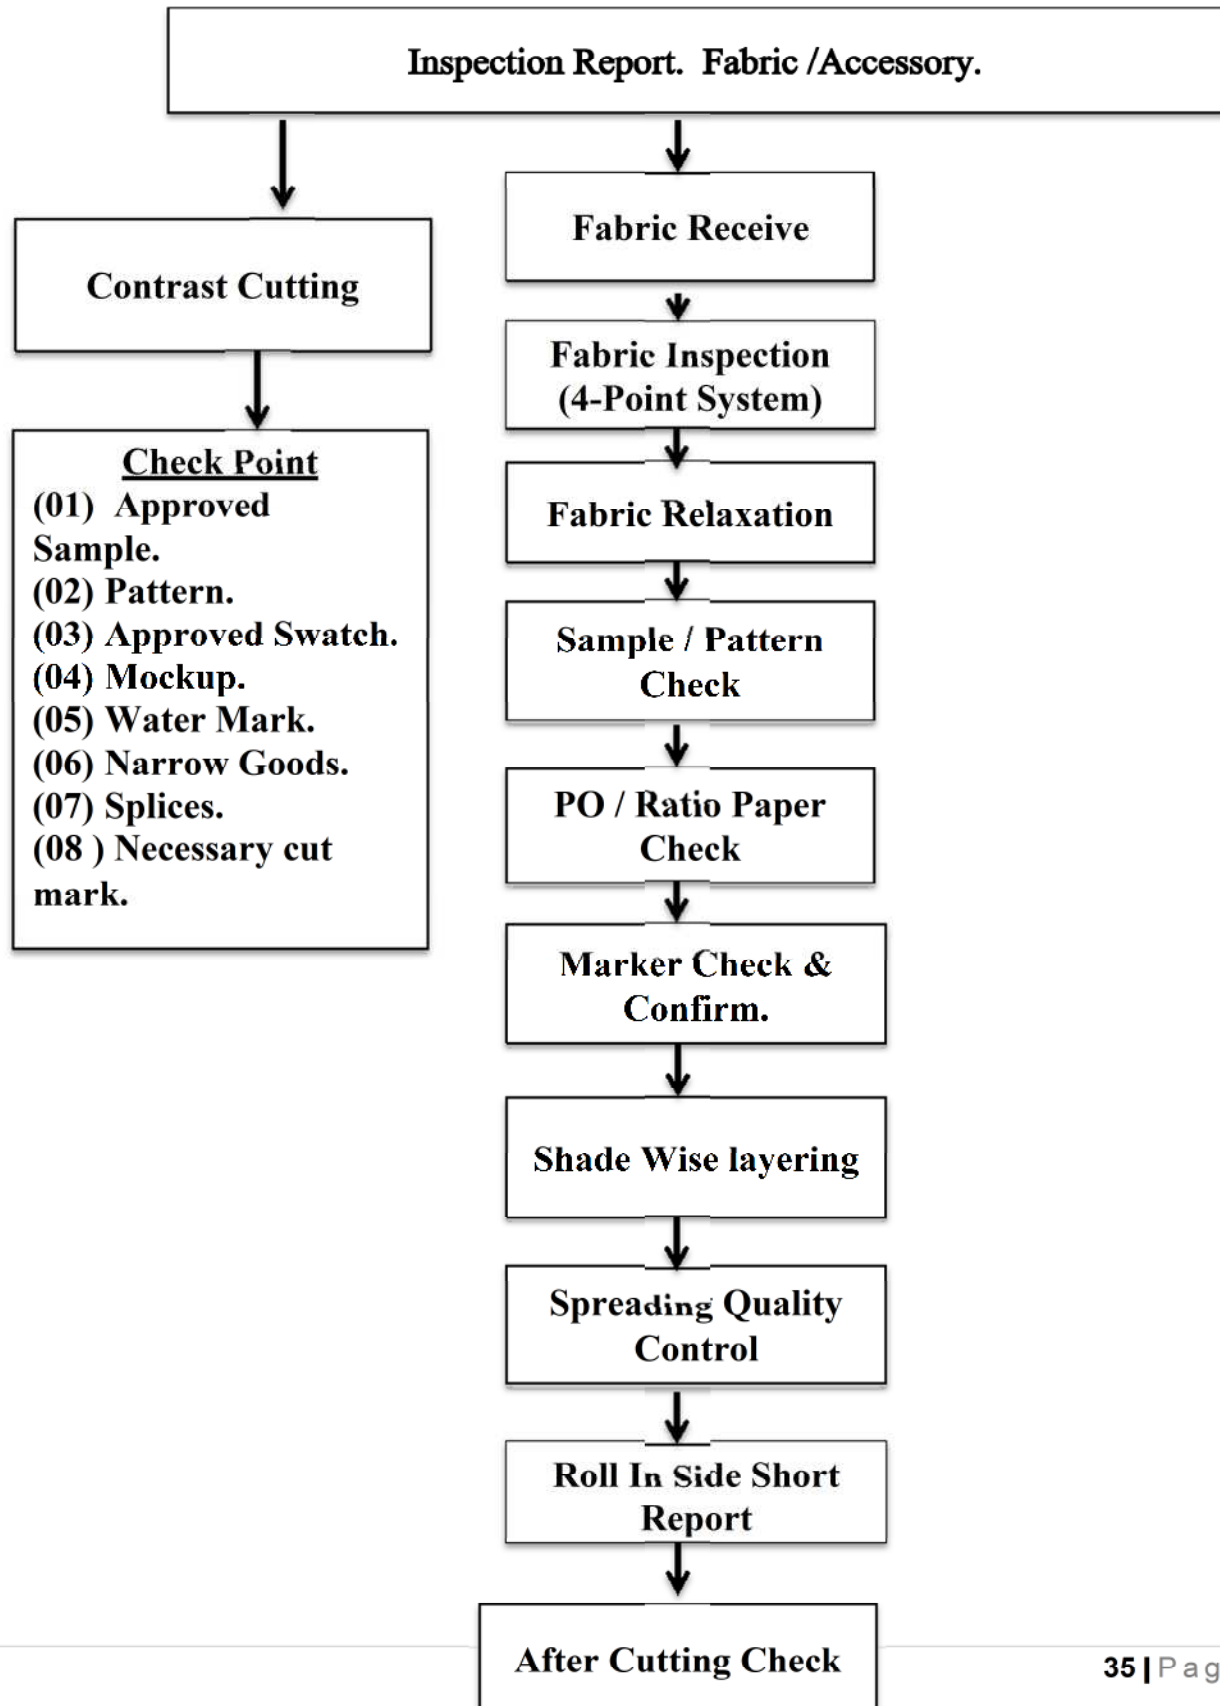 Inspection Report. Fabric /Accessory.
Contrast Cutting
Check Point
(01) Approved
Sample.
(02) Pattern.
(03) Approved Swatch.
(04) Mockup.
(05) Water Mark.
(06) Narrow Goods.
(07) Splices.
(08 ) Necessary cut
mark.
Fabric Receive
Fabric Inspection
(4-Point System)
Fabric Relaxation
Sample / Pattern
Check
PO / Ratio Paper
Check
Marker Check &
Confirm.
Shade Wise layering
Spreading Quality
Control
Roll In Side Short
Report
After Cutting Check
35 | Pag